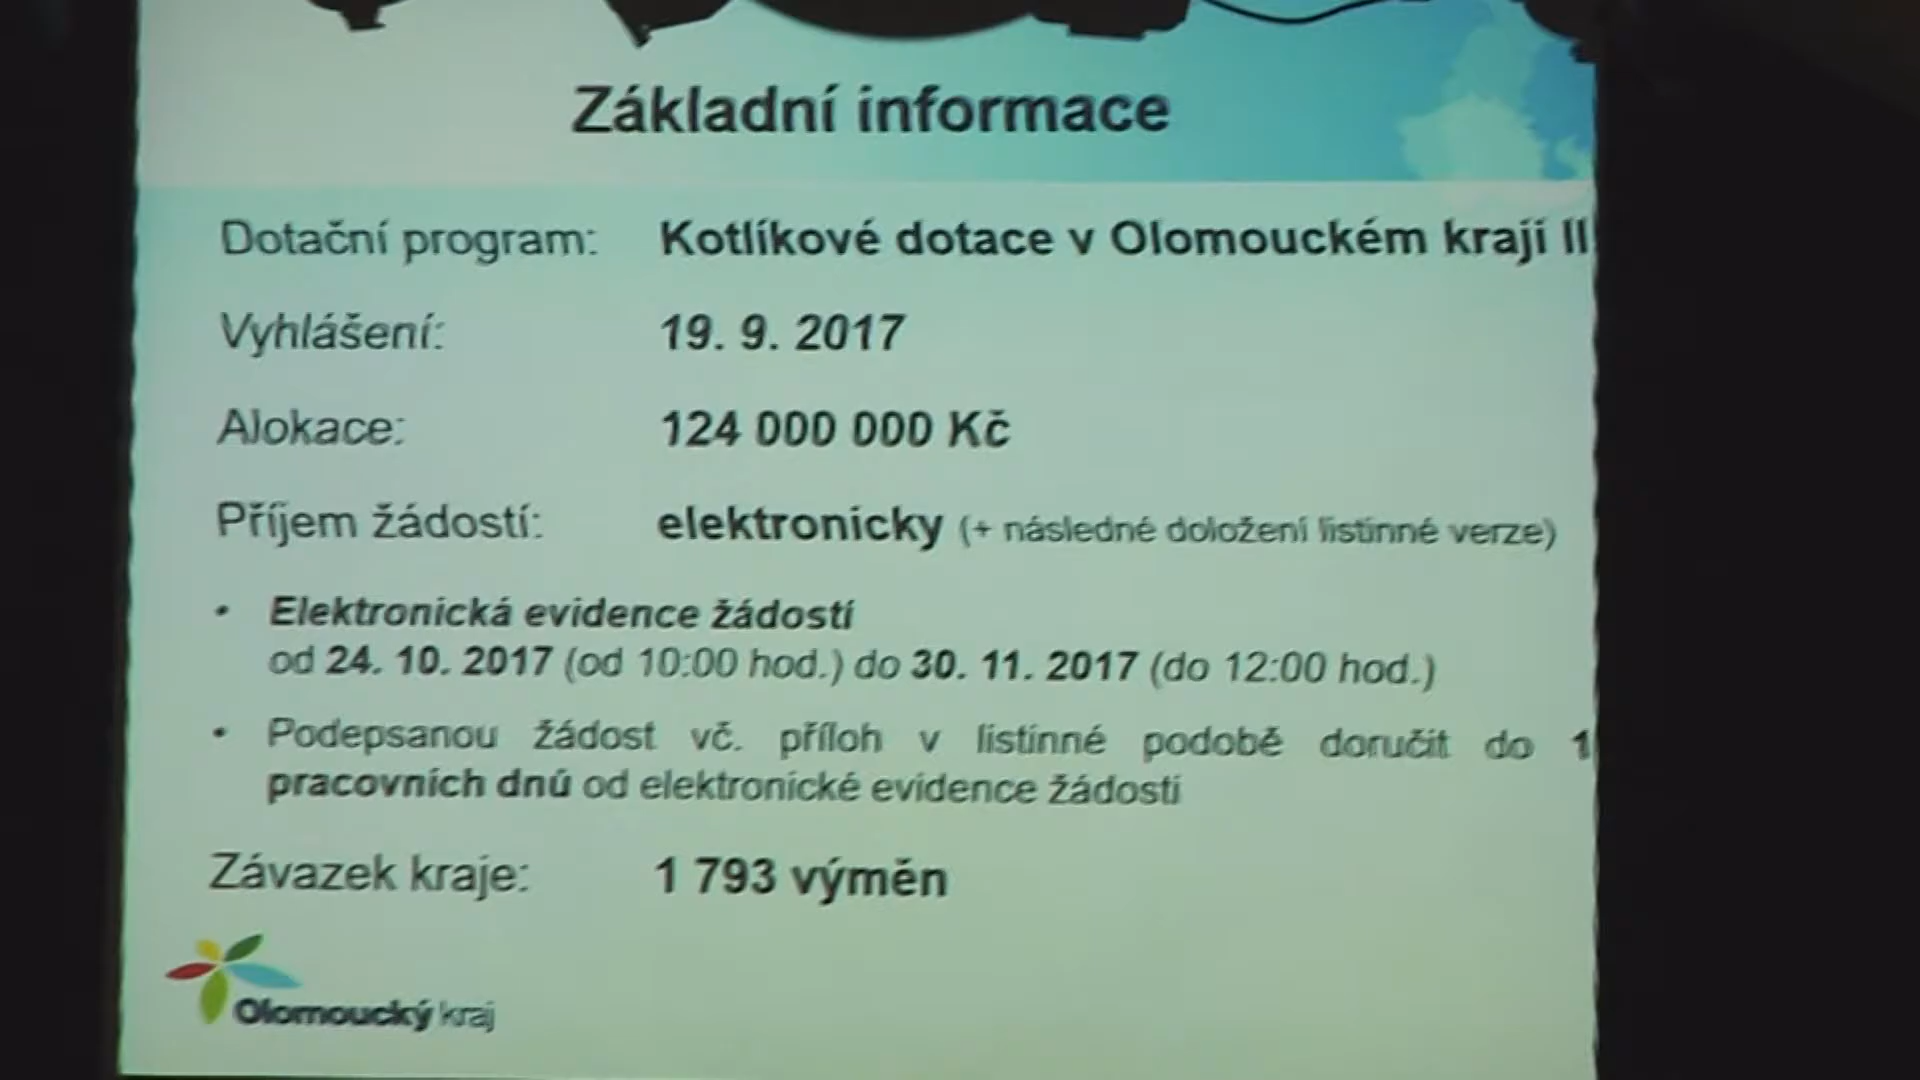 Základní informace
Dotační program: Kotlíkové dotace v Olomouckém kraji II
Vyhlášení: 19. 9. 2017
Alokace: 124 000 000 Kč
Příjem žádostí: elektronicky (+ následné doložení listinné verze)
• Elektronická evidence žádostí
od 24. 10. 2017 (od 10:00 hod.) do 30. 11. 2017 (do 12:00 hod.)
• Podepsanou žádost vč. příloh v listinné podobě doručit do
pracovních dnů od elektronické evidence žádosti
Závazek kraje: 1 793 výměn
Olomoucký kraj